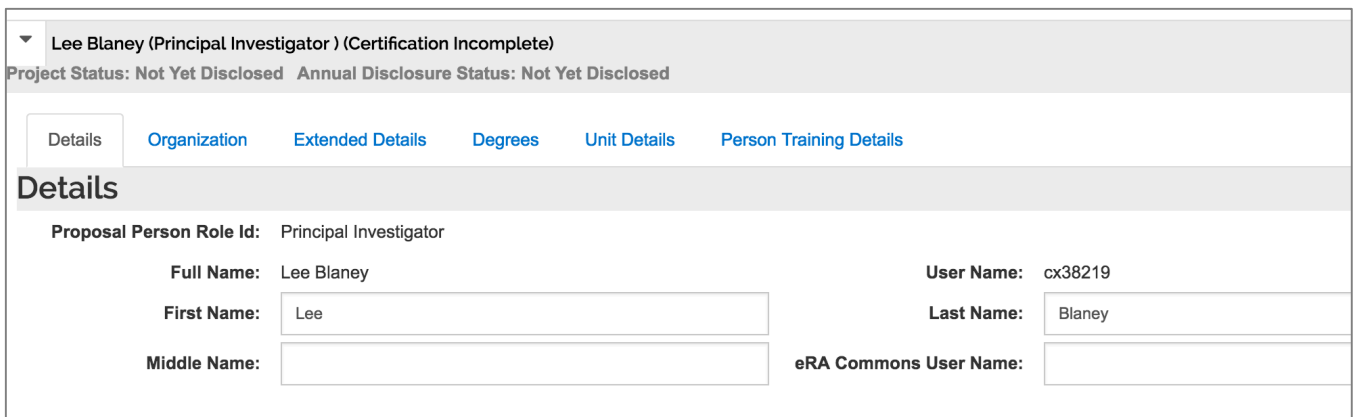 Lee Blaney (Principal Investigator ) (Certification Incomplete)
Project Status: Not Yet Disclosed Annual Disclosure Status: Not Yet Disclosed
Details Organization Extended Details Degrees Unit Details Person Training Details
Details
Proposal Person Role Id: Principal Investigator
Full Name: Lee Blaney User Name: cx38219
First Name: Lee Last Name: Blaney
Middle Name: eRA Commons User Name: